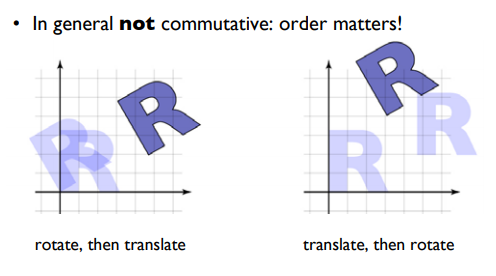 • In general not commutative: order matters!
R
R
R
R
R
R
rotate, then translate
translate, then rotate